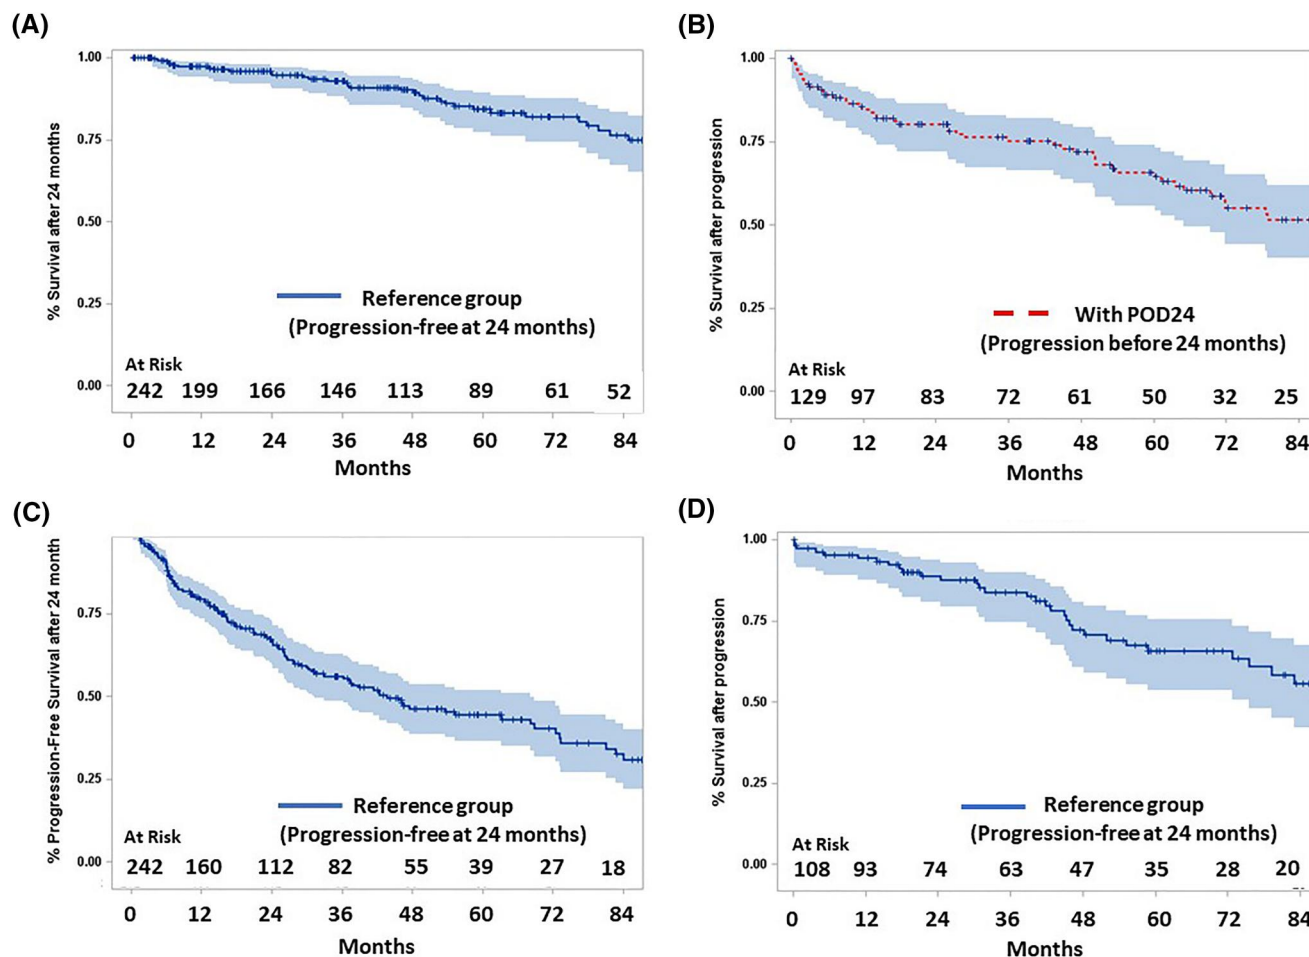 (A)
% Survival after 24 months
1.00
0.75
0.50
0.25
0.00
Reference group
(Progression-free at 24 months)
At Risk
242 199 166 146 113 89 61 52
0 12 24 36 48 60 72 84
Months
(B)
% Survival after progression
1.00
0.75
0.50
0.25
0.00
With POD24
(Progression before 24 months)
At Risk
129 97 83 72 61 50 32 25
0 12 24 36 48 60 72 84
Months
(C)
% Progression-Free Survival after 24 month
0.75
0.50
0.25
0.00
Reference group
(Progression-free at 24 months)
At Risk
242 160 112 82 55 39 27 18
0 12 24 36 48 60 72 84
Months
(D)
% Survival after progression
1.00
0.75
0.50
0.25
0.00
Reference group
(Progression-free at 24 months)
At Risk
108 93 74 63 47 35 28 20
0 12 24 36 48 60 72 84
Months